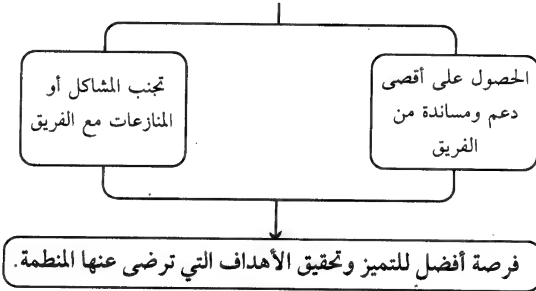 الحصول على أقصى
دعم ومساندة من
الفريق
تجنب المشاكل أو
المنازعات مع الفريق
فرصة أفضل للتميز وتحقيق الأهداف التي ترضى عنها المنطمة.